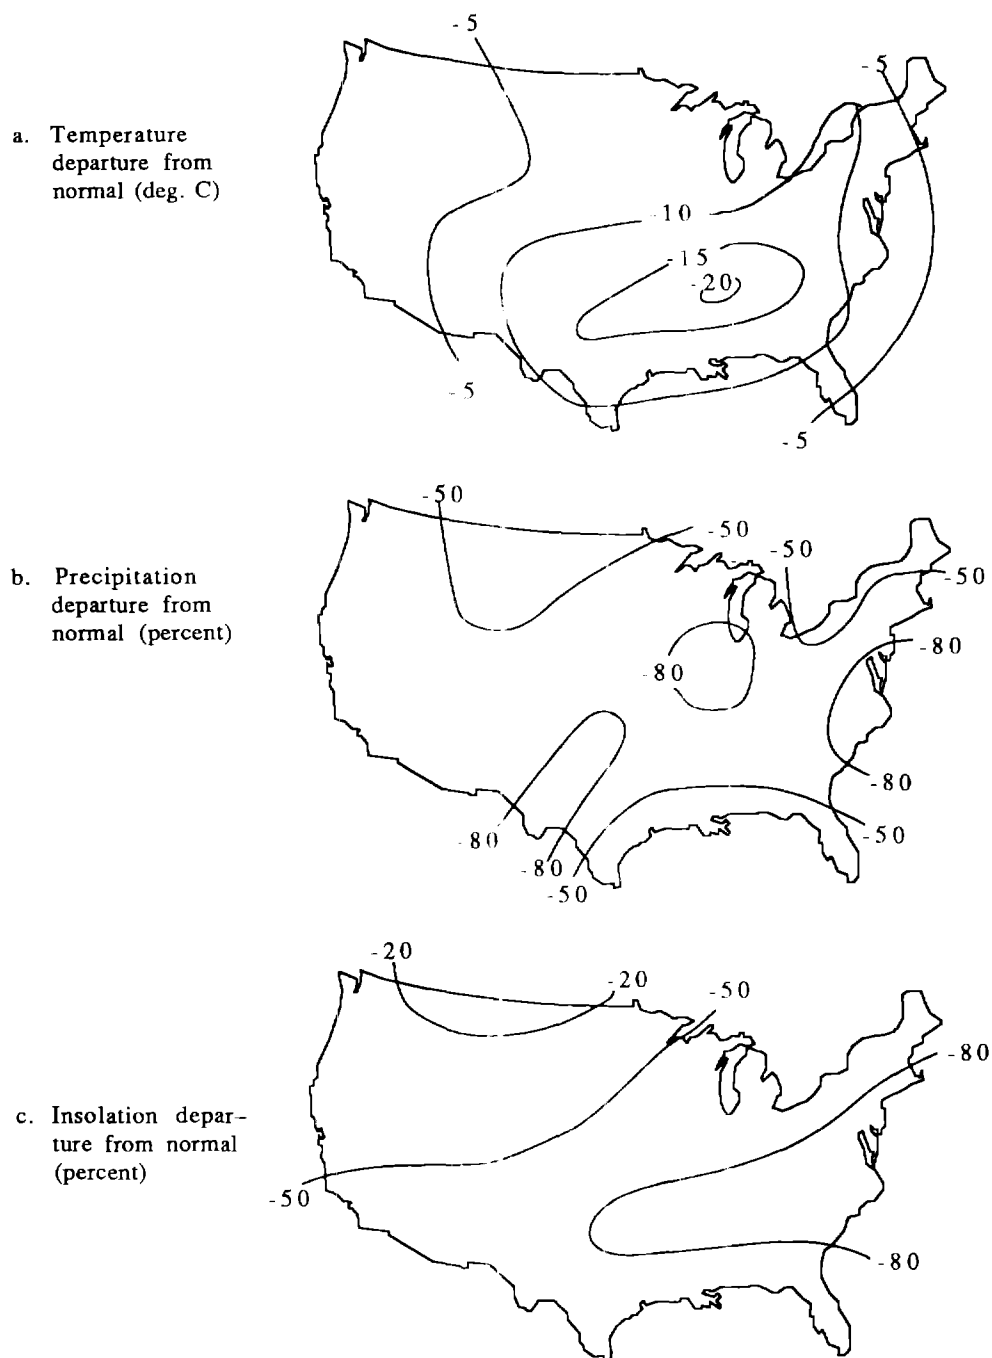 -5
-5
a. Temperature
departure from
normal (deg. C)
-10
-15
-20
-5
-5
-50
-50
-50
b. Precipitation
departure from
normal (percent)
-50
-80
-80
-80
-80
-80
-50
-50
-20
-20
-50
-80
c. Insolation depar-
ture from normal
(percent)
-50
-80